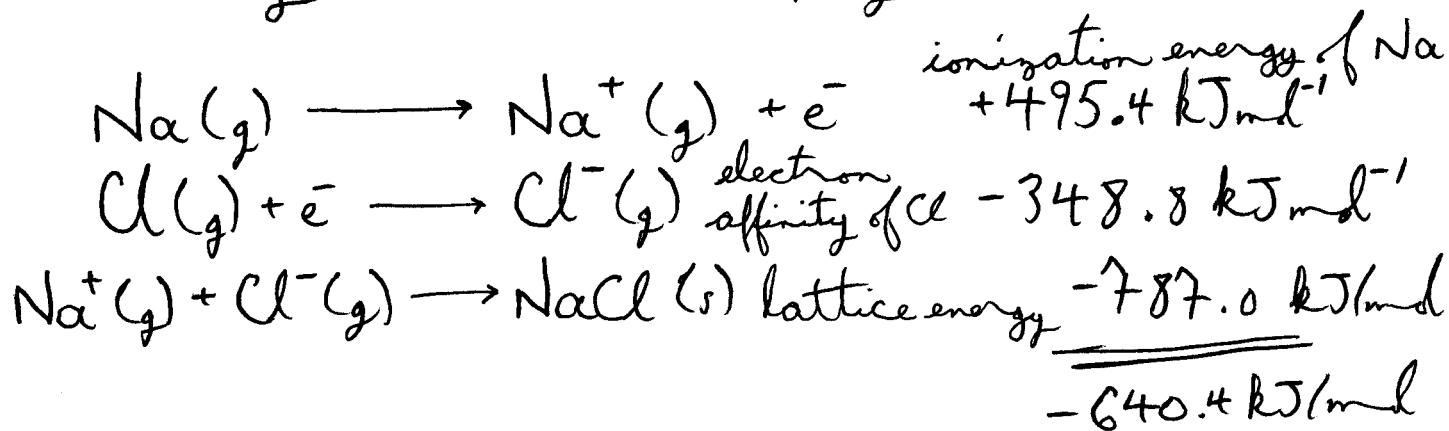 ionization energy of Na
Na(g) ⟶ Na⁺(g) + e⁻ +495.4 kJmol⁻¹
Cl(g) + e⁻ ⟶ Cl⁻(g) electron affinity of Cl -348.8 kJmol⁻¹
Na⁺(g) + Cl⁻(g) ⟶ NaCl(s) lattice energy -787.0 kJ/mol
-640.4 kJ/mol